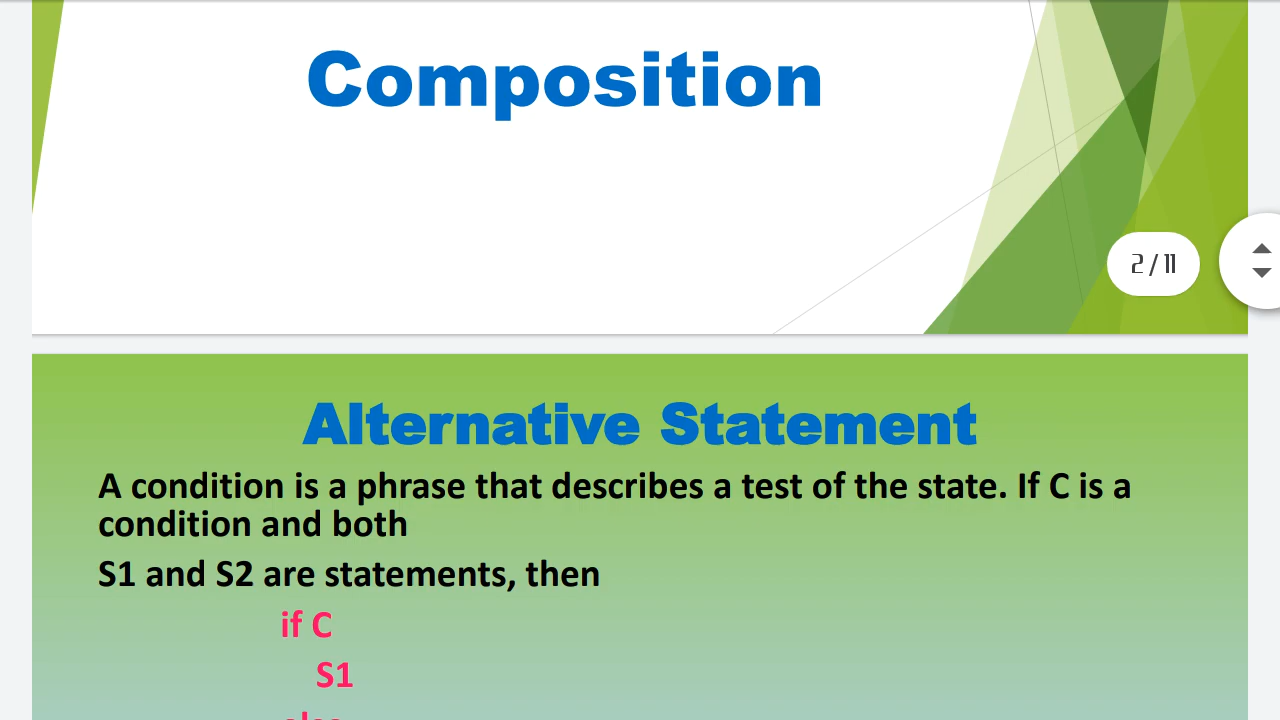 Composition
2 / 11
Alternative Statement
A condition is a phrase that describes a test of the state. If C is a
condition and both
S1 and S2 are statements, then
if C
S1
else